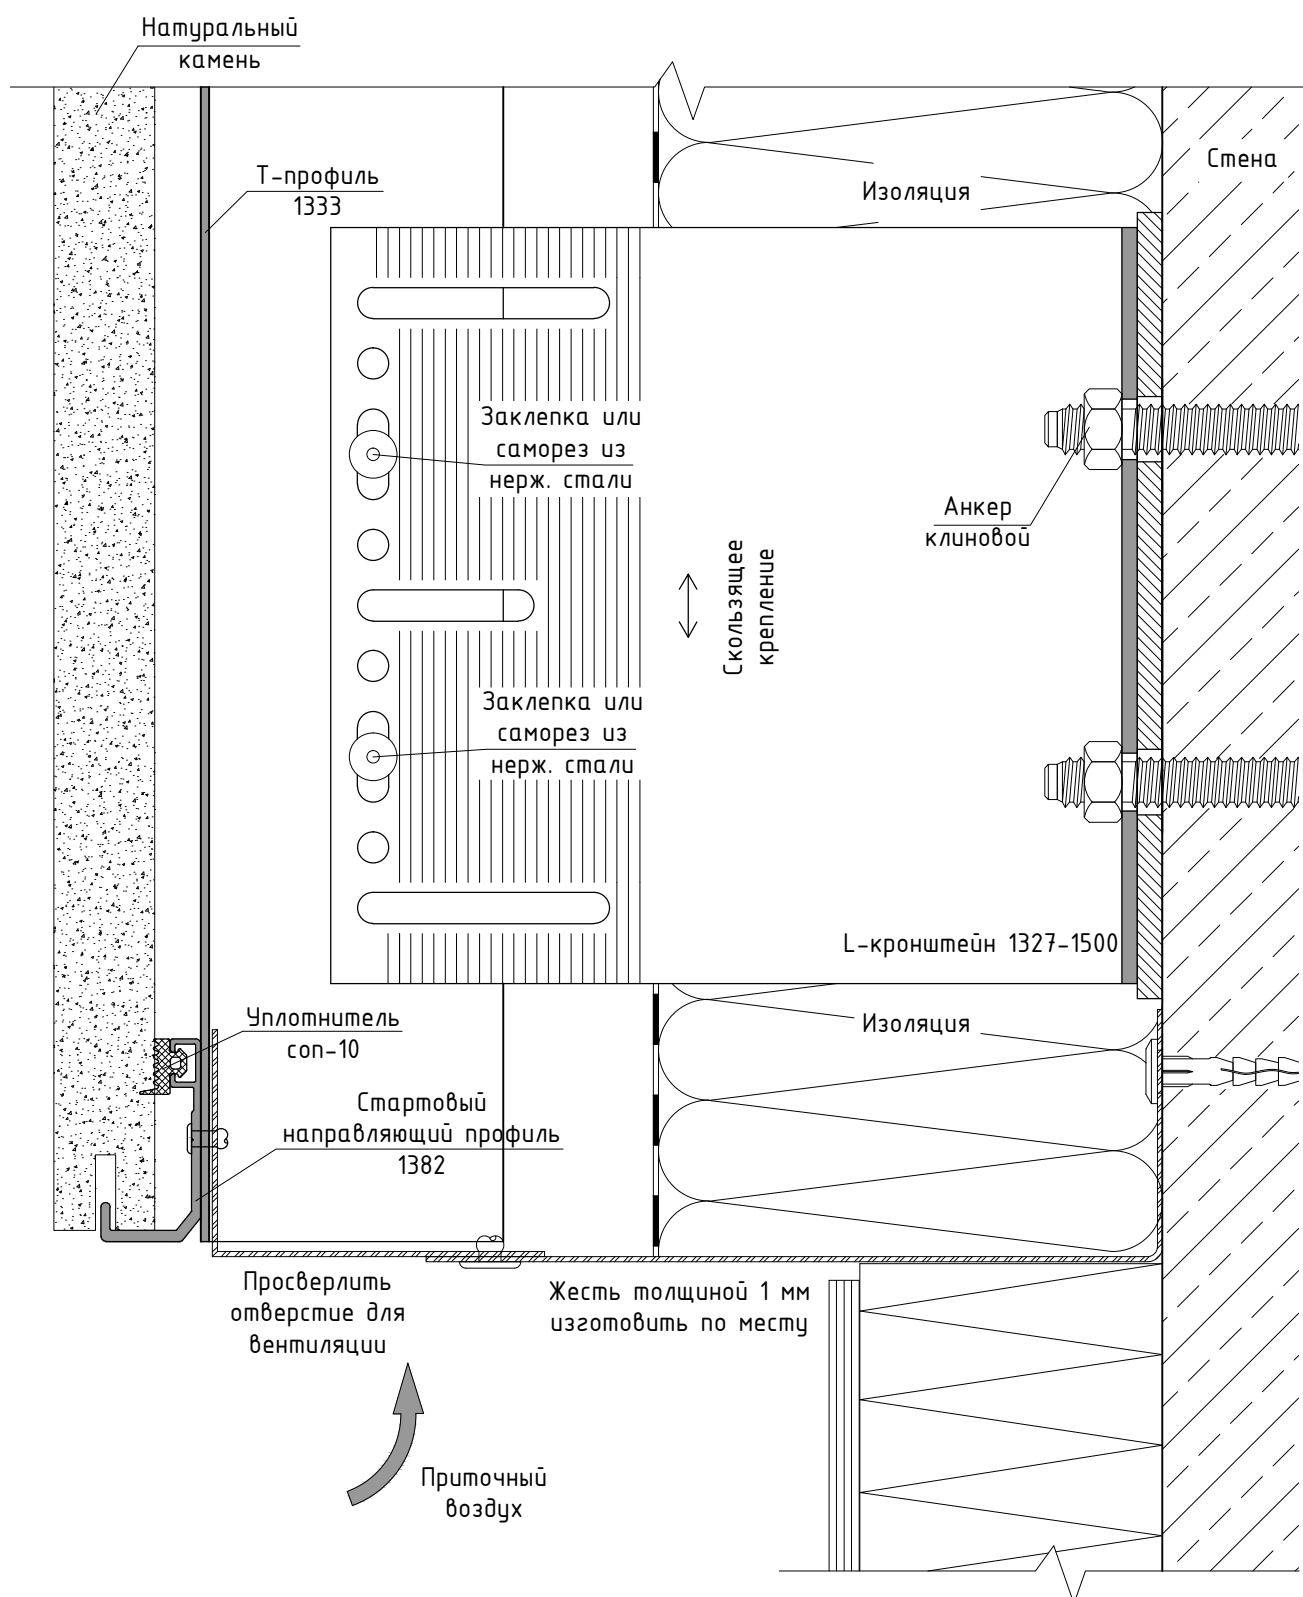 Натуральный
камень
Стена
Т-профиль
1333
Изоляция
Заклепка или
саморез из
нерж. стали
Анкер
клиновой
Скользящее
крепление
Заклепка или
саморез из
нерж. стали
L-кронштейн 1327-1500
Уплотнитель
con-10
Изоляция
Стартовый
направляющий профиль
1382
Просверлить
отверстие для
вентиляции
Жесть толщиной 1 мм
изготовить по месту
Приточный
воздух